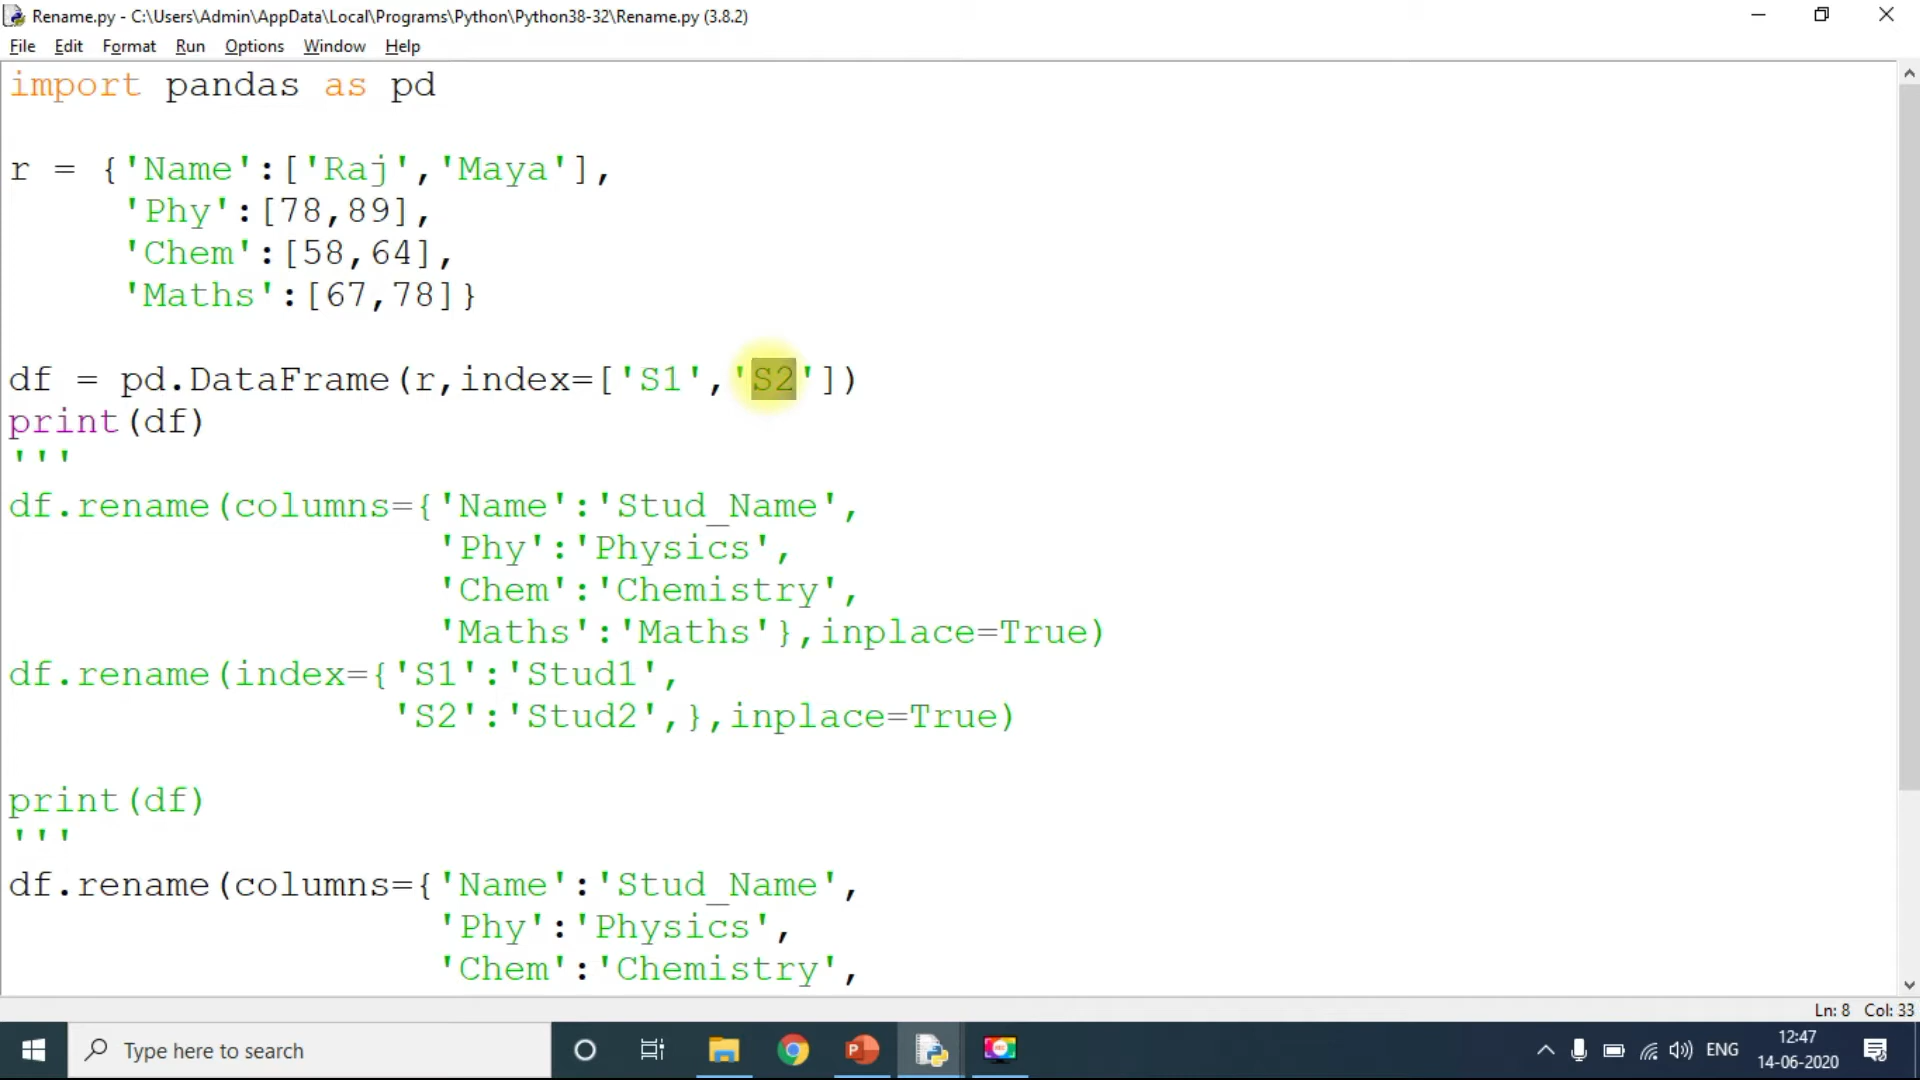 Rename.py - C:\Users\Admin\AppData\Local\Programs\Python\Python38-32\Rename.py (3.8.2)
File Edit Format Run Options Window Help
import pandas as pd
r = {'Name':['Raj','Maya'],
'Phy':[78,89],
'Chem':[58,64],
'Maths':[67,78]}
df = pd.DataFrame(r,index=['S1','S2'])
print(df)
'''
df.rename(columns={'Name':'Stud_Name',
'Phy':'Physics',
'Chem':'Chemistry',
'Maths':'Maths'},inplace=True)
df.rename(index={'S1':'Stud1',
'S2':'Stud2',},inplace=True)
print(df)
'''
df.rename(columns={'Name':'Stud_Name',
'Phy':'Physics',
'Chem':'Chemistry',
Ln: 8 Col: 33
Type here to search
ENG
12:47
14-06-2020